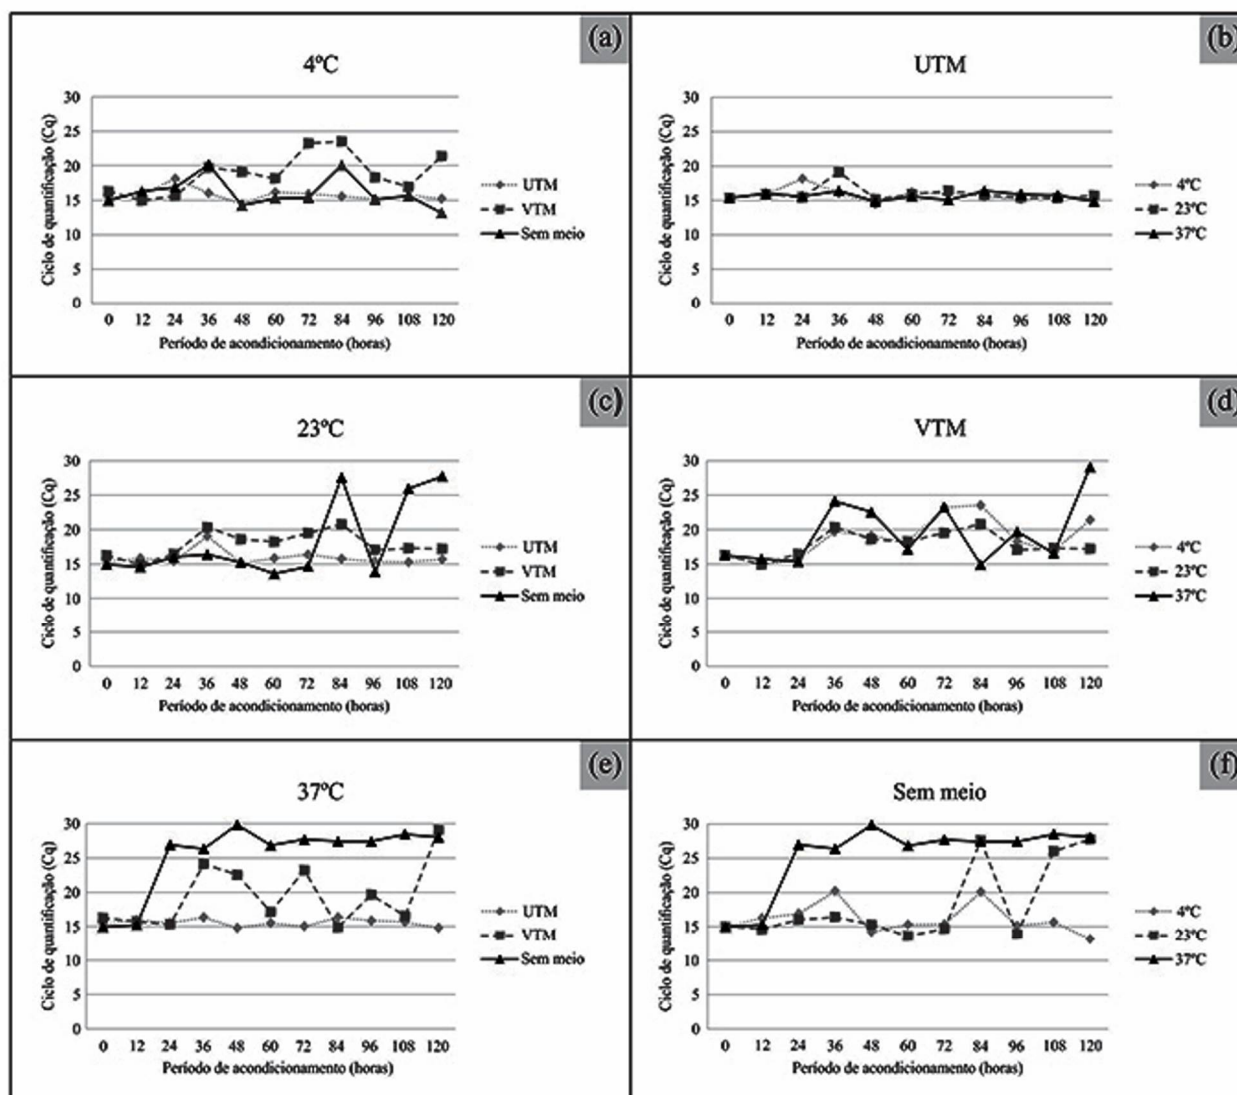 (a)
4ºC
Ciclo de quantificação (Cq)
30
25
20
15
10
5
0
0 12 24 36 48 60 72 84 96 108 120
Período de acondicionamento (horas)
UTM
VTM
Sem meio
(b)
UTM
Ciclo de quantificação (Cq)
30
25
20
15
10
5
0
0 12 24 36 48 60 72 84 96 108 120
Período de acondicionamento (horas)
4ºC
23ºC
37ºC
(c)
23ºC
Ciclo de quantificação (Cq)
30
25
20
15
10
5
0
0 12 24 36 48 60 72 84 96 108 120
Período de acondicionamento (horas)
UTM
VTM
Sem meio
(d)
VTM
Ciclo de quantificação (Cq)
30
25
20
15
10
5
0
0 12 24 36 48 60 72 84 96 108 120
Período de acondicionamento (horas)
4ºC
23ºC
37ºC
(e)
37ºC
Ciclo de quantificação (Cq)
30
25
20
15
10
5
0
0 12 24 36 48 60 72 84 96 108 120
Período de acondicionamento (horas)
UTM
VTM
Sem meio
(f)
Sem meio
Ciclo de quantificação (Cq)
30
25
20
15
10
5
0
0 12 24 36 48 60 72 84 96 108 120
Período de acondicionamento (horas)
4ºC
23ºC
37ºC